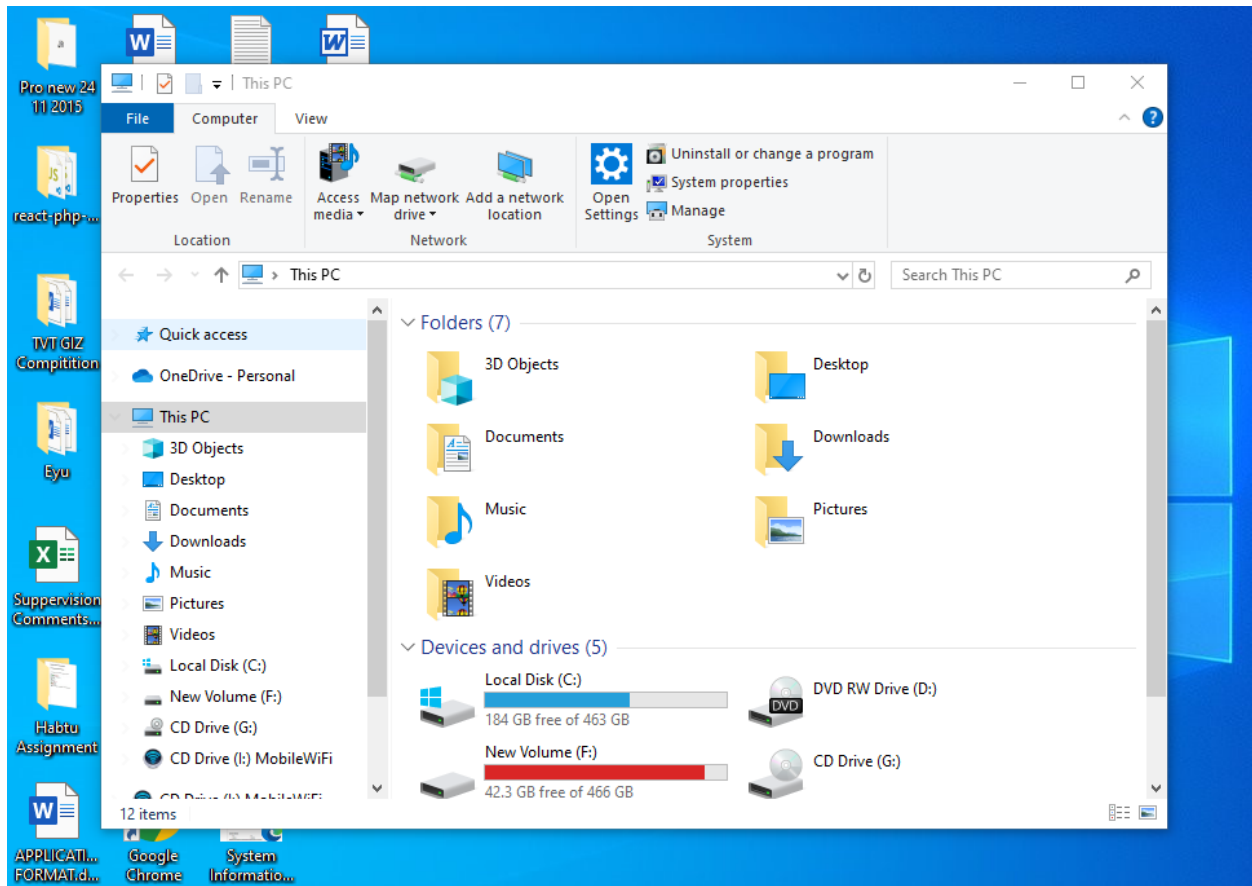 Pro new 24
11 2015
react-php-...
TVT GIZ
Compitition
Eyu
Suppervision
Comments...
Habtu
Assignment
APPLICATI...
FORMAT.d...
Google
Chrome
System
Informatio...
This PC
File Computer View
Properties Open Rename
Location
Access
media
Map network
drive
Add a network
location
Network
Open
Settings
Uninstall or change a program
System properties
Manage
System
This PC
Search This PC
Quick access
OneDrive - Personal
This PC
3D Objects
Desktop
Documents
Downloads
Music
Pictures
Videos
Local Disk (C:)
New Volume (F:)
CD Drive (G:)
CD Drive (I:) MobileWiFi
Folders (7)
3D Objects
Desktop
Documents
Downloads
Music
Pictures
Videos
Devices and drives (5)
Local Disk (C:)
184 GB free of 463 GB
DVD RW Drive (D:)
DVD
New Volume (F:)
42.3 GB free of 466 GB
CD Drive (G:)
12 items